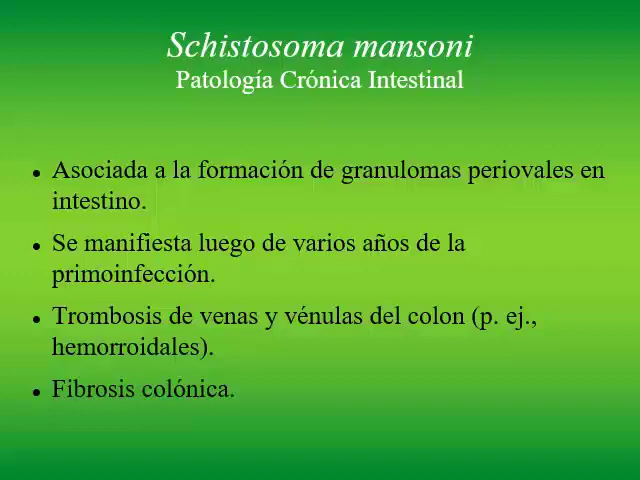 Schistosoma mansoni
Patología Crónica Intestinal
Asociada a la formación de granulomas periovales en
intestino.
Se manifiesta luego de varios años de la
primoinfección.
Trombosis de venas y vénulas del colon (p. ej.,
hemorroidales).
Fibrosis colónica.